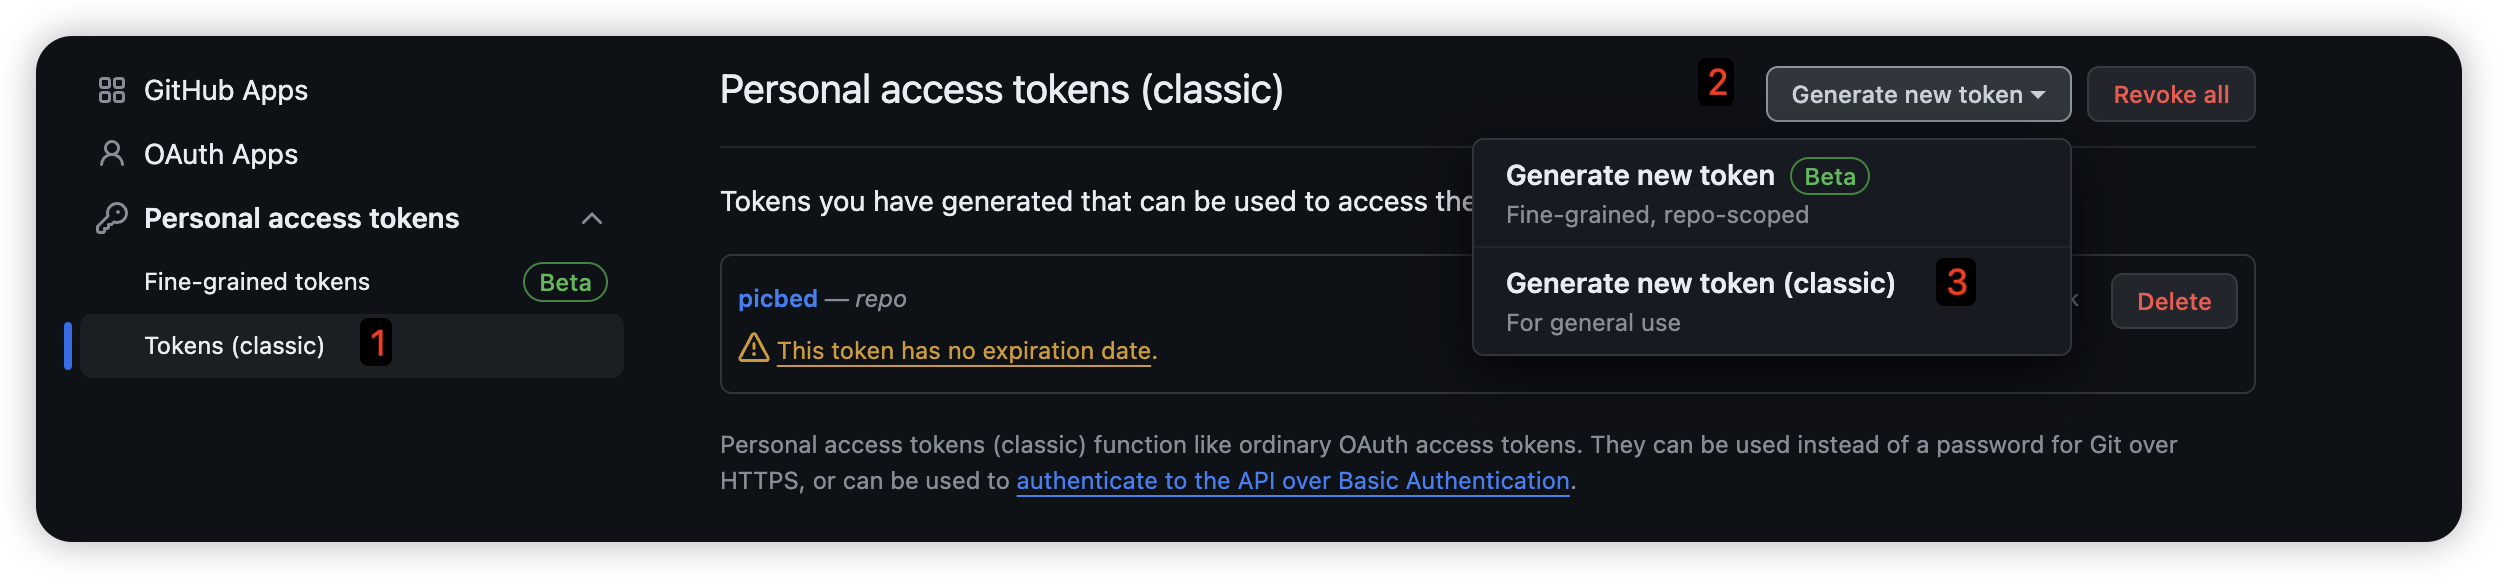 GitHub Apps
OAuth Apps
Personal access tokens
Fine-grained tokens Beta
Tokens (classic) 1
Personal access tokens (classic)
2
Generate new token
Revoke all
Generate new token Beta
Fine-grained, repo-scoped
Generate new token (classic) 3
For general use
Tokens you have generated that can be used to access the
picbed — repo
Delete
This token has no expiration date.
Personal access tokens (classic) function like ordinary OAuth access tokens. They can be used instead of a password for Git over
HTTPS, or can be used to authenticate to the API over Basic Authentication.